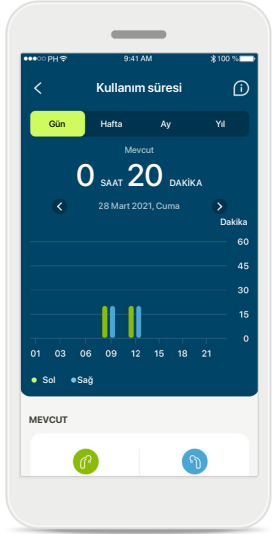 PH 9:41 AM 100 %
Kullanım süresi
Gün Hafta Ay Yıl
Mevcut
0 SAAT 20 DAKİKA
28 Mart 2021, Cuma
Dakika
60
45
30
15
0
01 03 06 09 12 15 18 21
Sol Sağ
MEVCUT